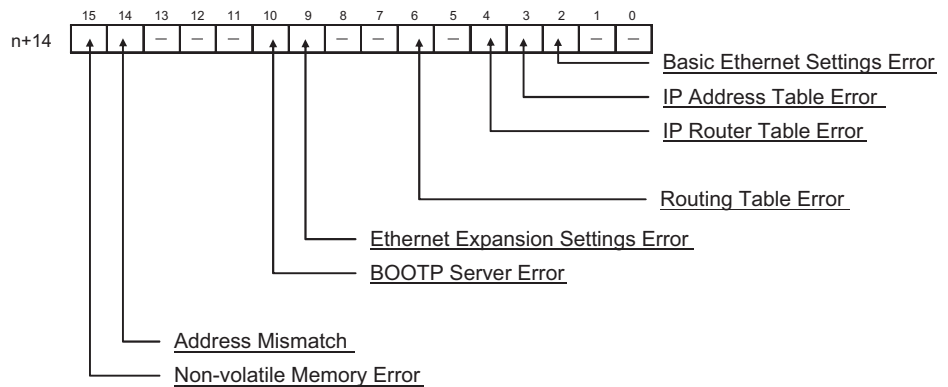 15 14 13 12 11 10 9 8 7 6 5 4 3 2 1 0
n+14 – – – – – – – –
Basic Ethernet Settings Error
IP Address Table Error
IP Router Table Error
Routing Table Error
Ethernet Expansion Settings Error
BOOTP Server Error
Address Mismatch
Non-volatile Memory Error